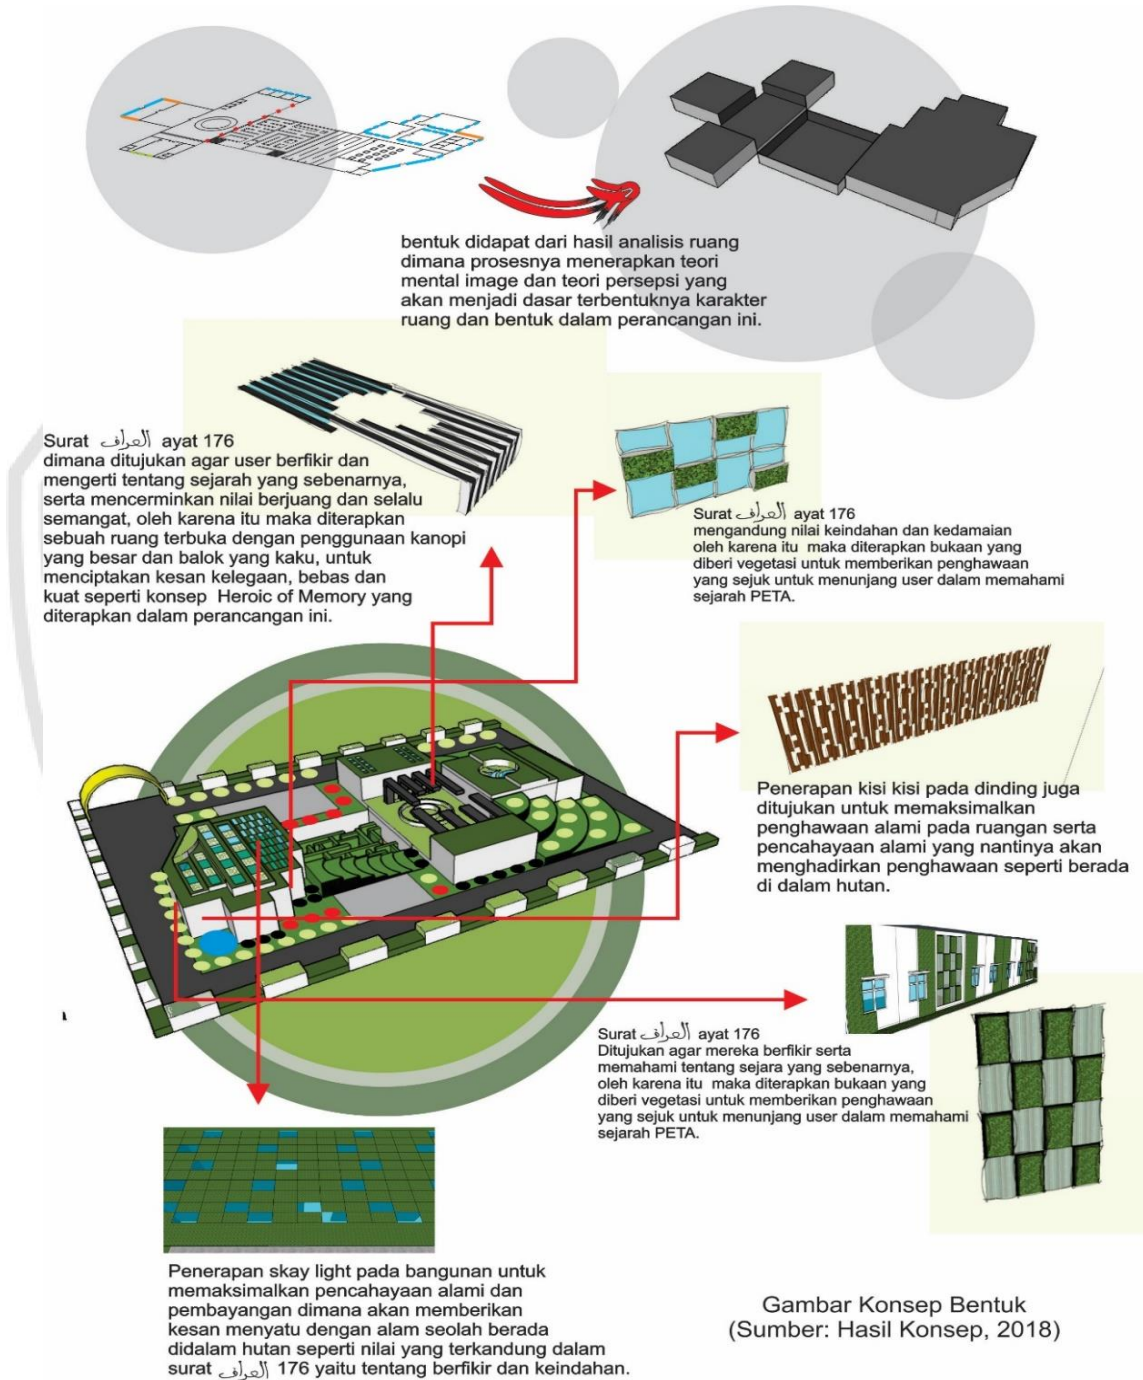 bentuk didapat dari hasil analisis ruang
dimana prosesnya menerapkan teori
mental image dan teori persepsi yang
akan menjadi dasar terbentuknya karakter
ruang dan bentuk dalam perancangan ini.
Surat العراف ayat 176
dimana ditujukan agar user berfikir dan
mengerti tentang sejarah yang sebenarnya,
serta mencerminkan nilai berjuang dan selalu
semangat, oleh karena itu maka diterapkan
sebuah ruang terbuka dengan penggunaan kanopi
yang besar dan balok yang kaku, untuk
menciptakan kesan kelegaan, bebas dan
kuat seperti konsep Heroic of Memory yang
diterapkan dalam perancangan ini.
Surat العراف ayat 176
mengandung nilai keindahan dan kedamaian
oleh karena itu maka diterapkan bukaan yang
diberi vegetasi untuk memberikan penghawaan
yang sejuk untuk menunjang user dalam memahami
sejarah PETA.
Penerapan kisi kisi pada dinding juga
ditujukan untuk memaksimalkan
penghawaan alami pada ruangan serta
pencahayaan alami yang nantinya akan
menghadirkan penghawaan seperti berada
di dalam hutan.
Surat العراف ayat 176
Ditujukan agar mereka berfikir serta
memahami tentang sejara yang sebenarnya,
oleh karena itu maka diterapkan bukaan yang
diberi vegetasi untuk memberikan penghawaan
yang sejuk untuk menunjang user dalam memahami
sejarah PETA.
Penerapan skay light pada bangunan untuk
memaksimalkan pencahayaan alami dan
pembayangan dimana akan memberikan
kesan menyatu dengan alam seolah berada
didalam hutan seperti nilai yang terkandung dalam
surat العراف 176 yaitu tentang berfikir dan keindahan.
Gambar Konsep Bentuk
(Sumber: Hasil Konsep, 2018)